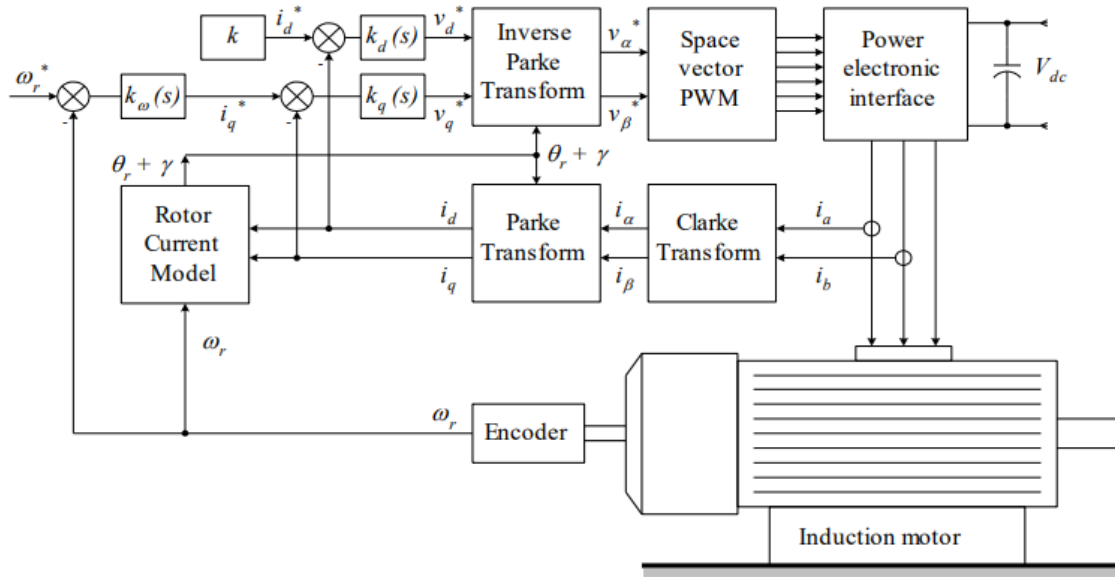 k
i_d^*
k_d(s)
v_d^*
Inverse
Parke
Transform
v_α^*
v_β^*
Space
vector
PWM
Power
electronic
interface
V_dc
ω_r^*
-
k_ω(s)
i_q^*
-
-
k_q(s)
v_q^*
θ_r + γ
θ_r + γ
Rotor
Current
Model
i_d
i_q
Parke
Transform
i_α
i_β
Clarke
Transform
i_a
i_b
ω_r
ω_r
Encoder
Induction motor